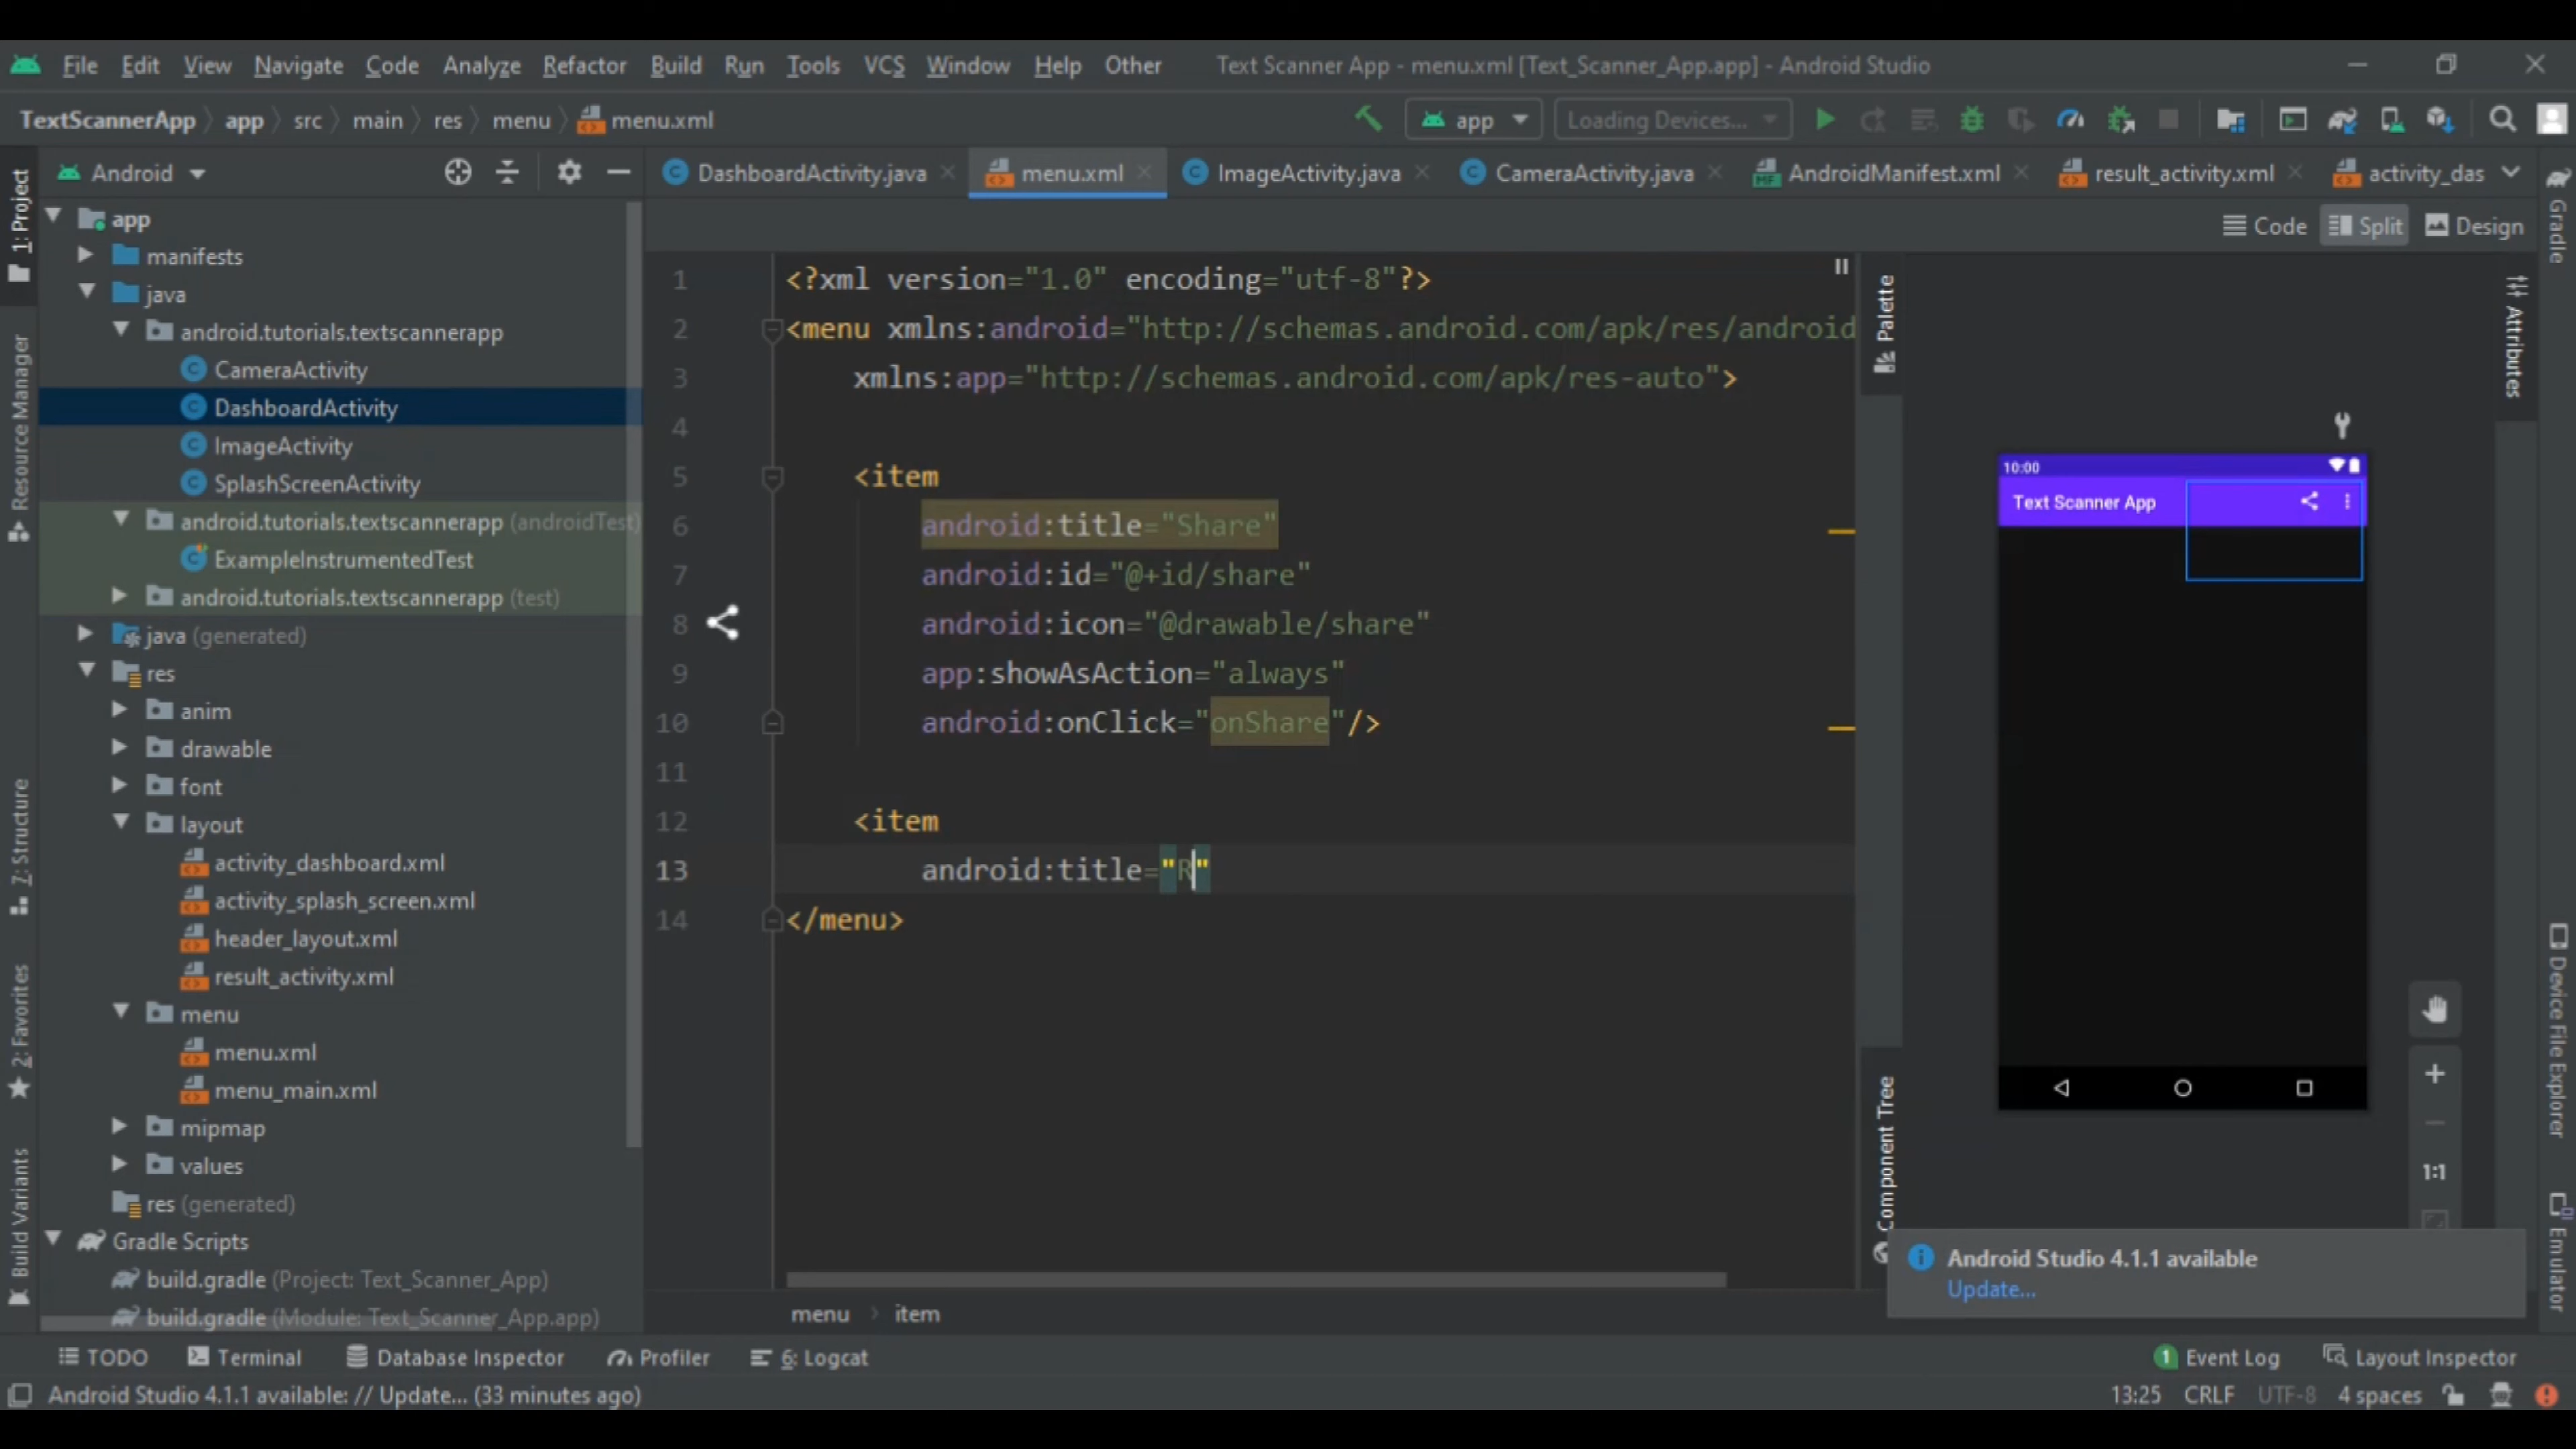 File Edit View Navigate Code Analyze Refactor Build Run Tools VCS Window Help Other Text Scanner App - menu.xml [Text_Scanner_App.app] - Android Studio
TextScannerApp app src main res menu menu.xml app Loading Devices...
Android
DashboardActivity.java menu.xml ImageActivity.java CameraActivity.java AndroidManifest.xml result_activity.xml activity_das
Code Split Design
1: Project
Resource Manager
7: Structure
2: Favorites
Build Variants
app
manifests
java
android.tutorials.textscannerapp
CameraActivity
DashboardActivity
ImageActivity
SplashScreenActivity
android.tutorials.textscannerapp (androidTest)
ExampleInstrumentedTest
android.tutorials.textscannerapp (test)
java (generated)
res
anim
drawable
font
layout
activity_dashboard.xml
activity_splash_screen.xml
header_layout.xml
result_activity.xml
menu
menu.xml
menu_main.xml
mipmap
values
res (generated)
Gradle Scripts
build.gradle (Project: Text_Scanner_App)
build.gradle (Module: Text_Scanner_App.app)
1 <?xml version="1.0" encoding="utf-8"?>
2 <menu xmlns:android="http://schemas.android.com/apk/res/android
3 xmlns:app="http://schemas.android.com/apk/res-auto">
4
5 <item
6 android:title="Share"
7 android:id="@+id/share"
8 android:icon="@drawable/share"
9 app:showAsAction="always"
10 android:onClick="onShare"/>
11
12 <item
13 android:title="R"
14 </menu>
menu item
Palette
Component Tree
10:00
Text Scanner App
1:1
Gradle
Attributes
Device File Explorer
Emulator
Android Studio 4.1.1 available
Update...
TODO Terminal Database Inspector Profiler 6: Logcat 1 Event Log Layout Inspector
Android Studio 4.1.1 available: // Update... (33 minutes ago) 13:25 CRLF UTF-8 4 spaces